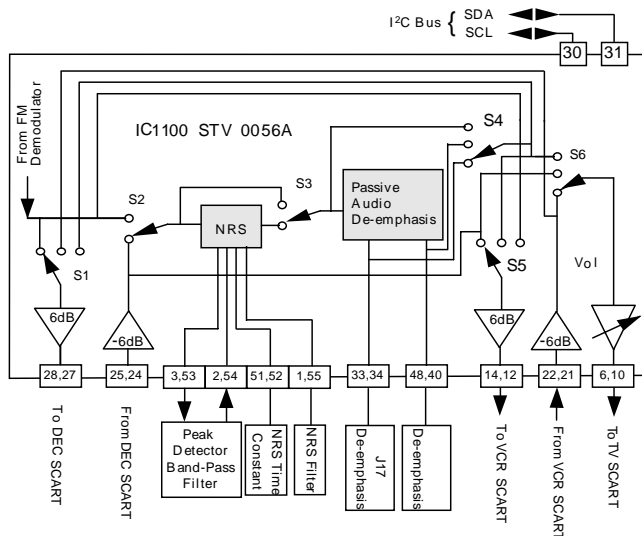 I²C Bus { SDA
SCL
30 31
From FM
Demodulator
IC1100 STV 0056A
S4
S2
S3
S6
Passive
Audio
De-emphasis
NRS
S1
S5
Vol
6dB
-6dB
6dB
-6dB
28,27 25,24 3,53 2,54 51,52 1,55 33,34 48,40 14,12 22,21 6,10
To DEC SCART
From DEC SCART
Peak
Detector
Band-Pass
Filter
NRS Time
Constant
NRS Filter
J17
De-emphasis
De-emphasis
To VCR SCART
From VCR SCART
To TV SCART